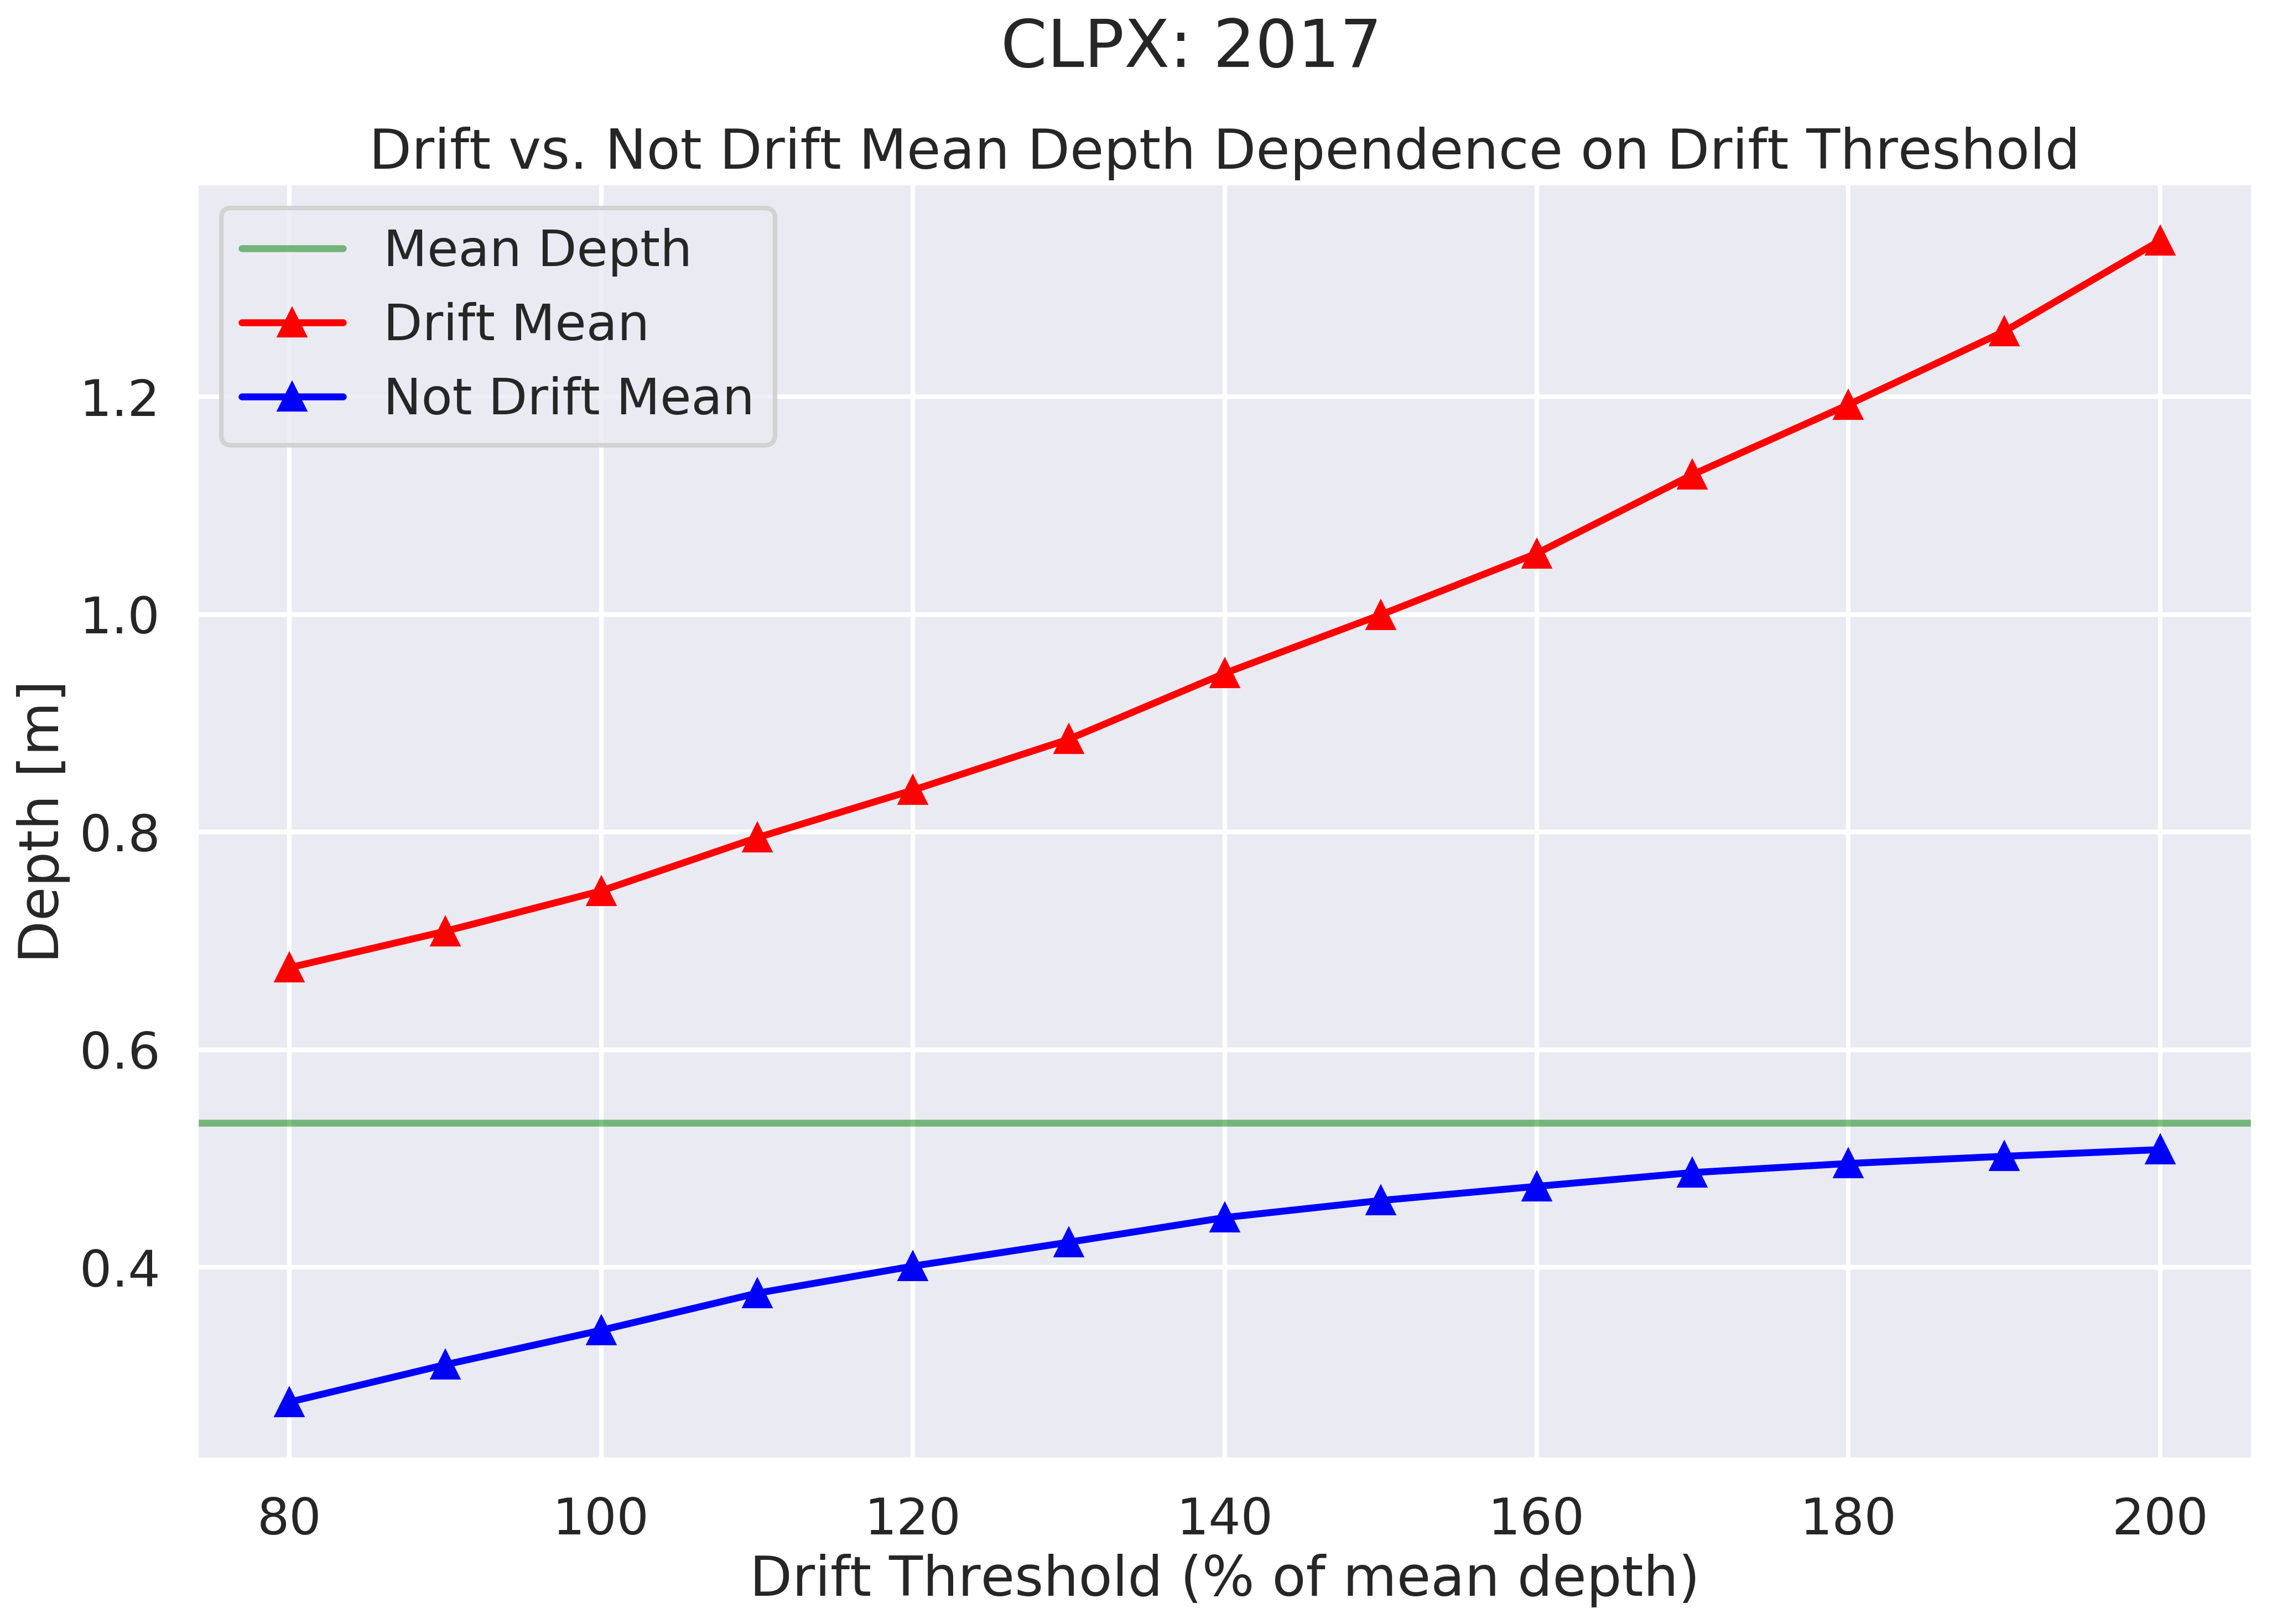 CLPX: 2017
Drift vs. Not Drift Mean Depth Dependence on Drift Threshold
Mean Depth
Drift Mean
Not Drift Mean
1.2
1.0
0.8
0.6
0.4
Depth [m]
80 100 120 140 160 180 200
Drift Threshold (% of mean depth)